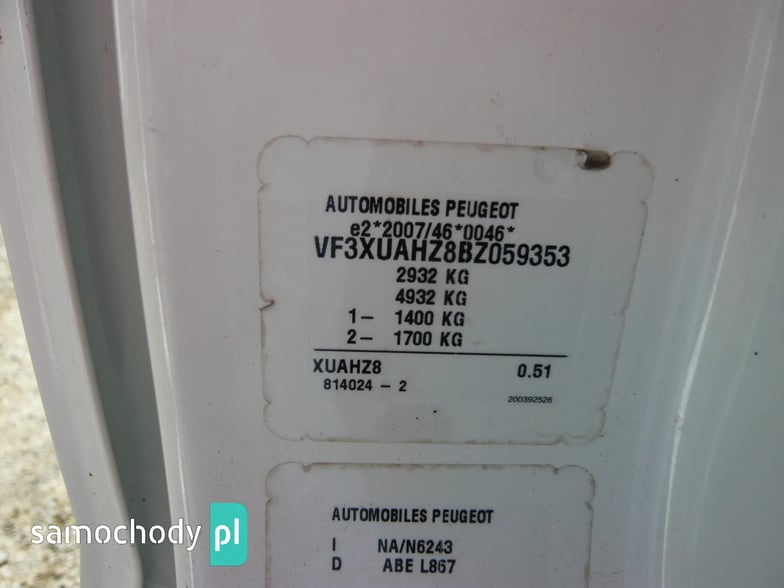 AUTOMOBILES PEUGEOT
e2*2007/46*0046*
VF3XUAHZ8BZ059353
2932 KG
4932 KG
1- 1400 KG
2- 1700 KG
XUAHZ8 0.51
814024 - 2
200392526
AUTOMOBILES PEUGEOT
I NA/N6243
D ABE L867
samochody pl